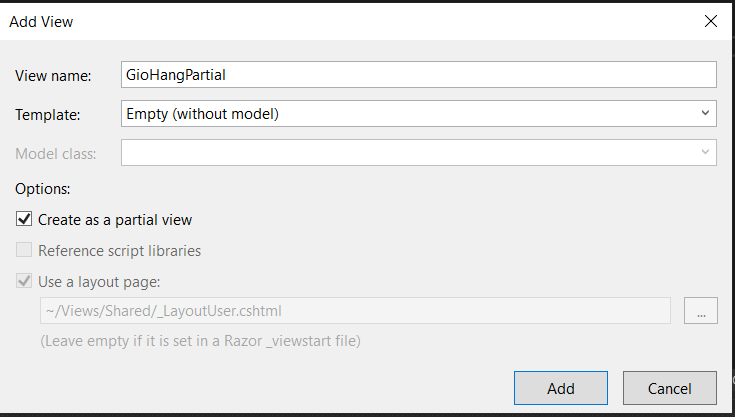 Add View
View name: GioHangPartial
Template: Empty (without model)
Model class:
Options:
Create as a partial view
Reference script libraries
Use a layout page:
~/Views/Shared/_LayoutUser.cshtml ...
(Leave empty if it is set in a Razor _viewstart file)
Add Cancel